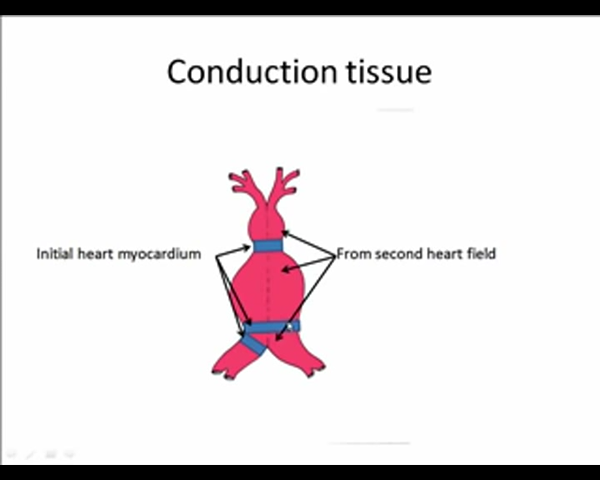 Conduction tissue
Initial heart myocardium
From second heart field